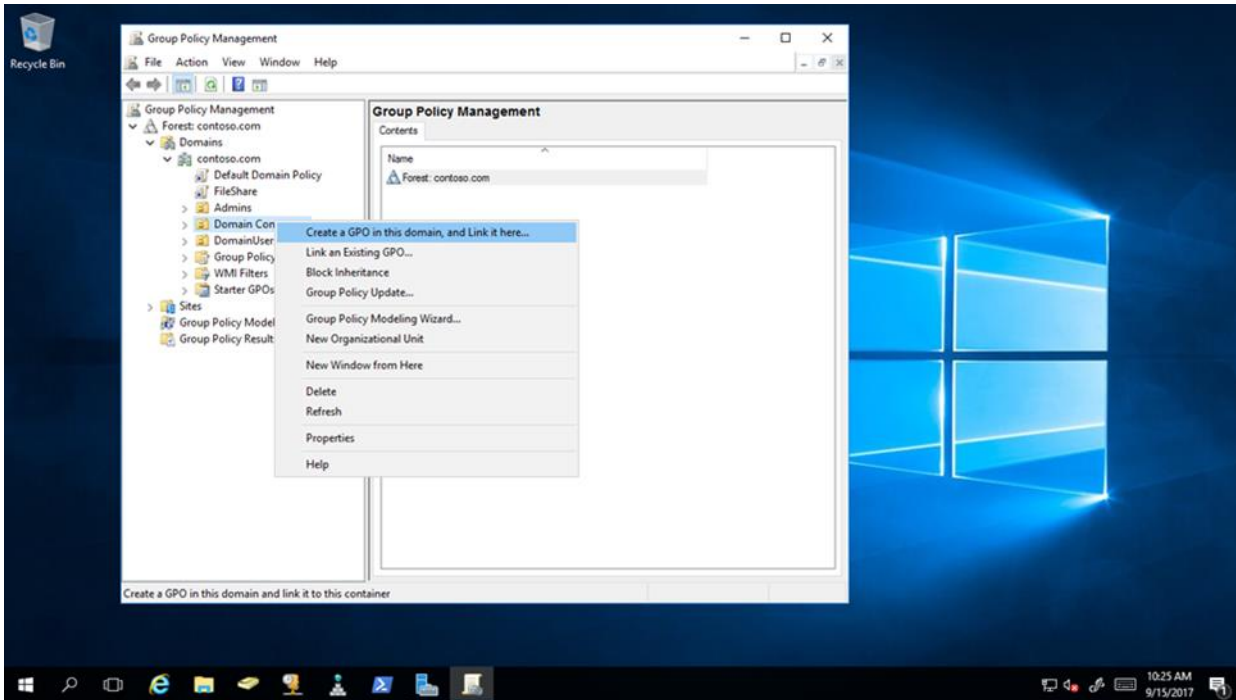 Recycle Bin
Group Policy Management
File Action View Window Help
Group Policy Management
Forest: contoso.com
Domains
contoso.com
Default Domain Policy
FileShare
Admins
Domain Con
DomainUser
Group Policy
WMI Filters
Starter GPOs
Sites
Group Policy Model
Group Policy Result
Group Policy Management
Contents
Name
Forest: contoso.com
Create a GPO in this domain, and Link it here...
Link an Existing GPO...
Block Inheritance
Group Policy Update...
Group Policy Modeling Wizard...
New Organizational Unit
New Window from Here
Delete
Refresh
Properties
Help
Create a GPO in this domain and link it to this container
10:25 AM
9/15/2017
1